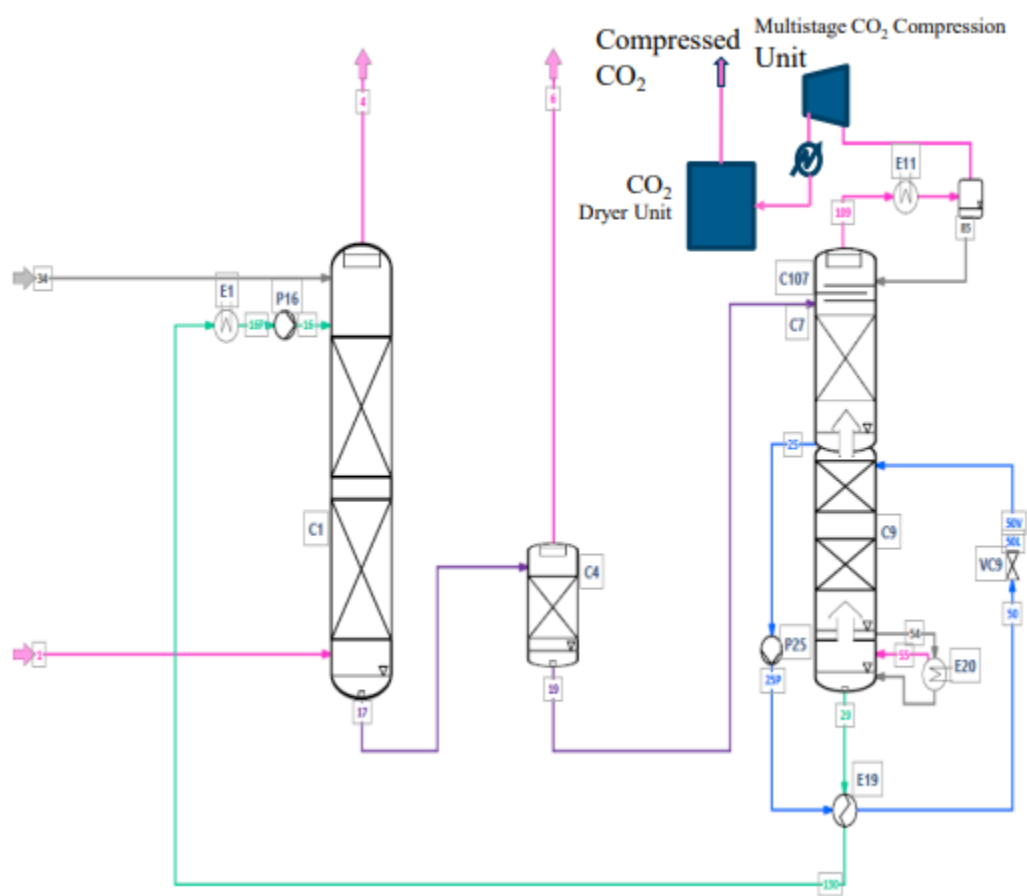 Multistage CO₂ Compression
Unit
Compressed
CO₂
4
6
E11
CO₂
Dryer Unit
109
85
34
C107
E1
P16
16P
16
C7
25
C1
C9
50V
50L
VC9
C4
50
54
P25
55
E20
1
25P
19
17
29
E19
130